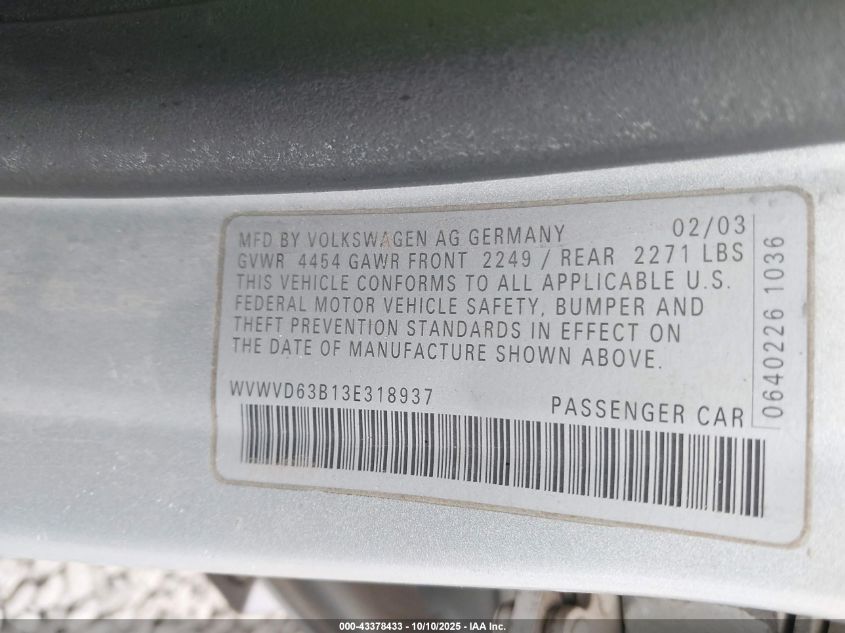 MFD BY VOLKSWAGEN AG GERMANY 02/03
GVWR 4454 GAWR FRONT 2249 / REAR 2271 LBS
THIS VEHICLE CONFORMS TO ALL APPLICABLE U.S.
FEDERAL MOTOR VEHICLE SAFETY, BUMPER AND
THEFT PREVENTION STANDARDS IN EFFECT ON
THE DATE OF MANUFACTURE SHOWN ABOVE.
WVWVD63B13E318937 PASSENGER CAR
0640226 1036
000-43378433 - 10/10/2025 - IAA Inc.